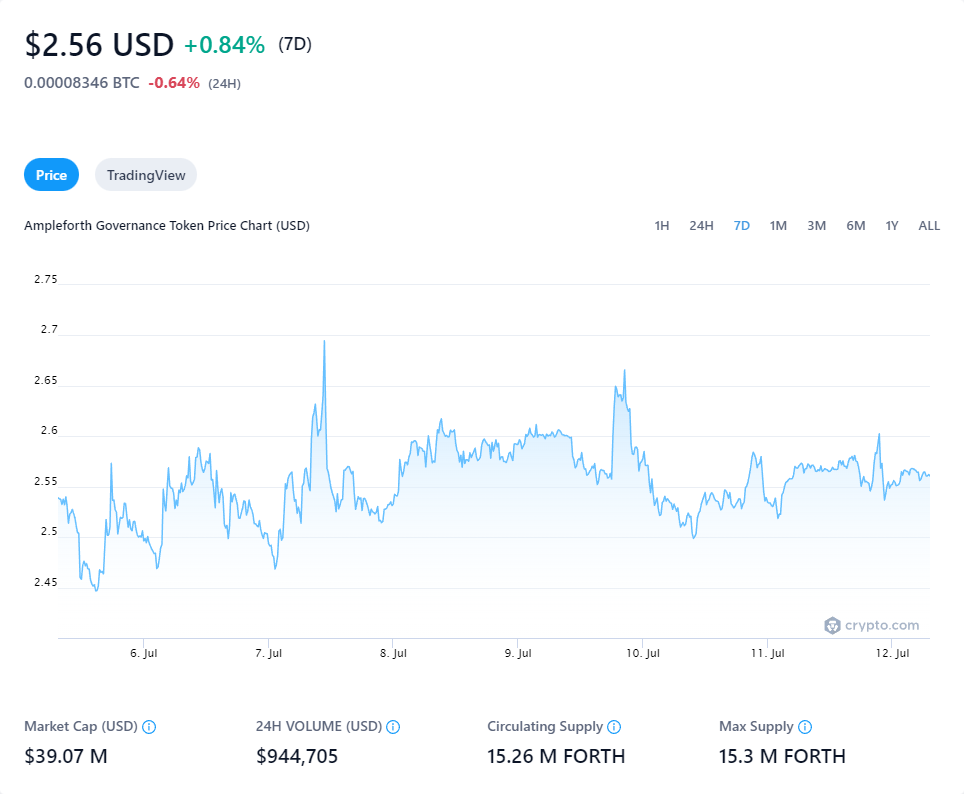 $2.56 USD +0.84% (7D)
0.00008346 BTC -0.64% (24H)
Price TradingView
Ampleforth Governance Token Price Chart (USD) 1H 24H 7D 1M 3M 6M 1Y ALL
2.75
2.7
2.65
2.6
2.55
2.5
2.45
crypto.com
6. Jul 7. Jul 8. Jul 9. Jul 10. Jul 11. Jul 12. Jul
Market Cap (USD) 24H VOLUME (USD) Circulating Supply Max Supply
$39.07 M $944,705 15.26 M FORTH 15.3 M FORTH